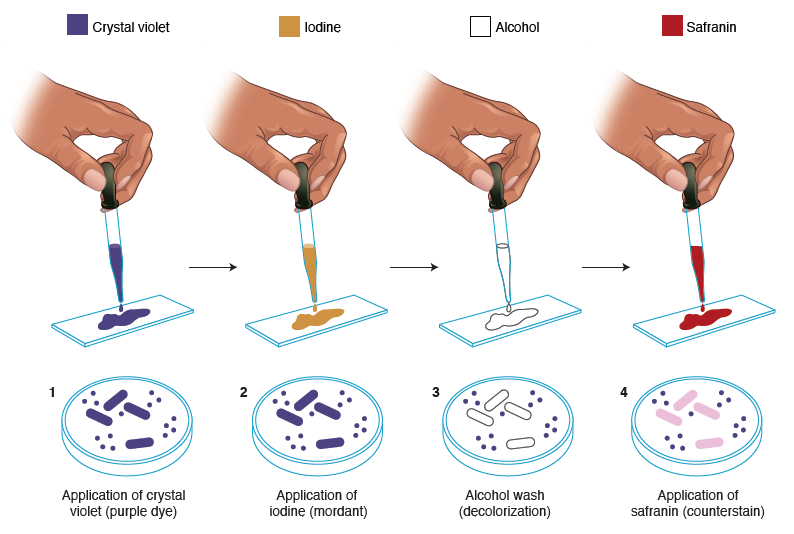 Crystal violet
Iodine
Alcohol
Safranin
1
2
3
4
Application of crystal
violet (purple dye)
Application of
iodine (mordant)
Alcohol wash
(decolorization)
Application of
safranin (counterstain)